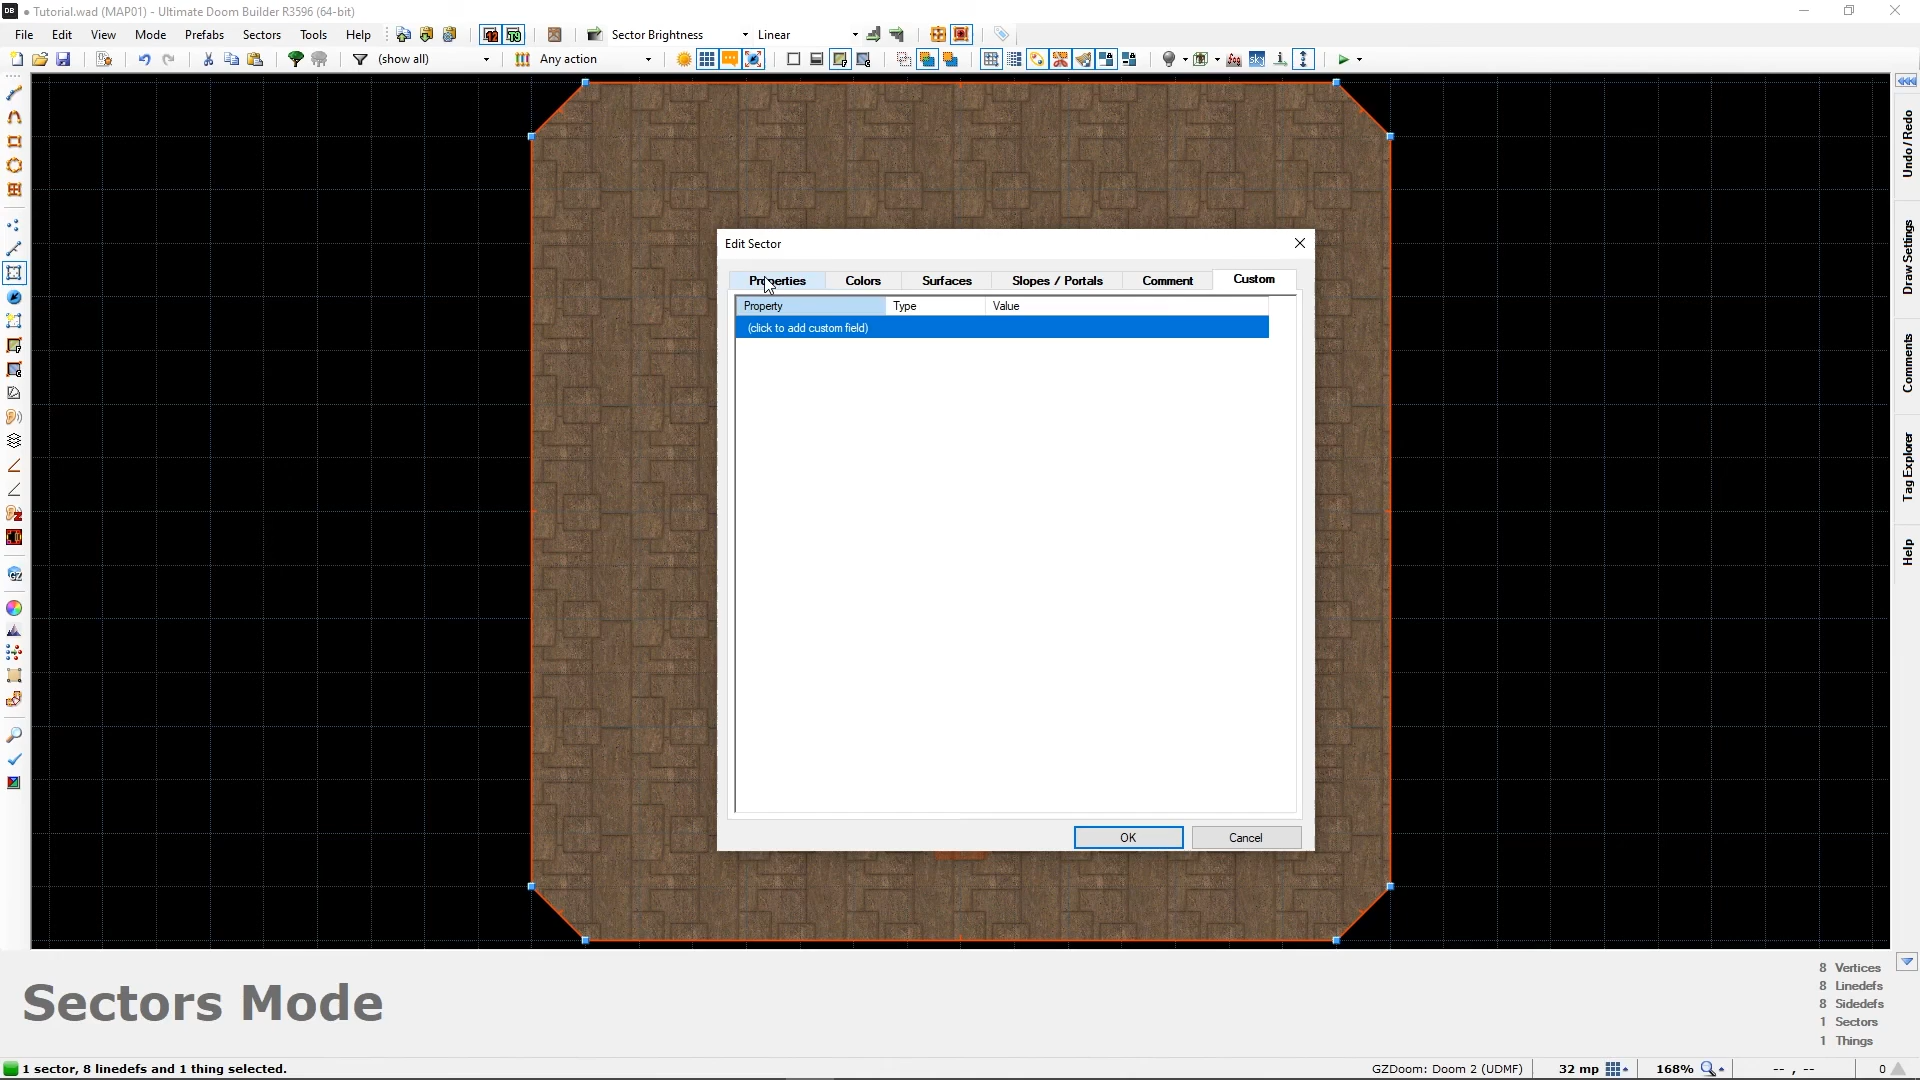 Tutorial.wad (MAP01) - Ultimate Doom Builder R3596 (64-bit)
File Edit View Mode Prefabs Sectors Tools Help Sector Brightness Linear
(show all) Any action
Undo / Redo
Draw Settings
Comments
Tag Explorer
Help
Edit Sector
Properties Colors Surfaces Slopes / Portals Comment Custom
Property Type Value
(click to add custom field)
OK Cancel
Sectors Mode
8 Vertices
8 Linedefs
8 Sidedefs
1 Sectors
1 Things
1 sector, 8 linedefs and 1 thing selected. GZDoom: Doom 2 (UDMF) 32 mp 168% -- , -- 0